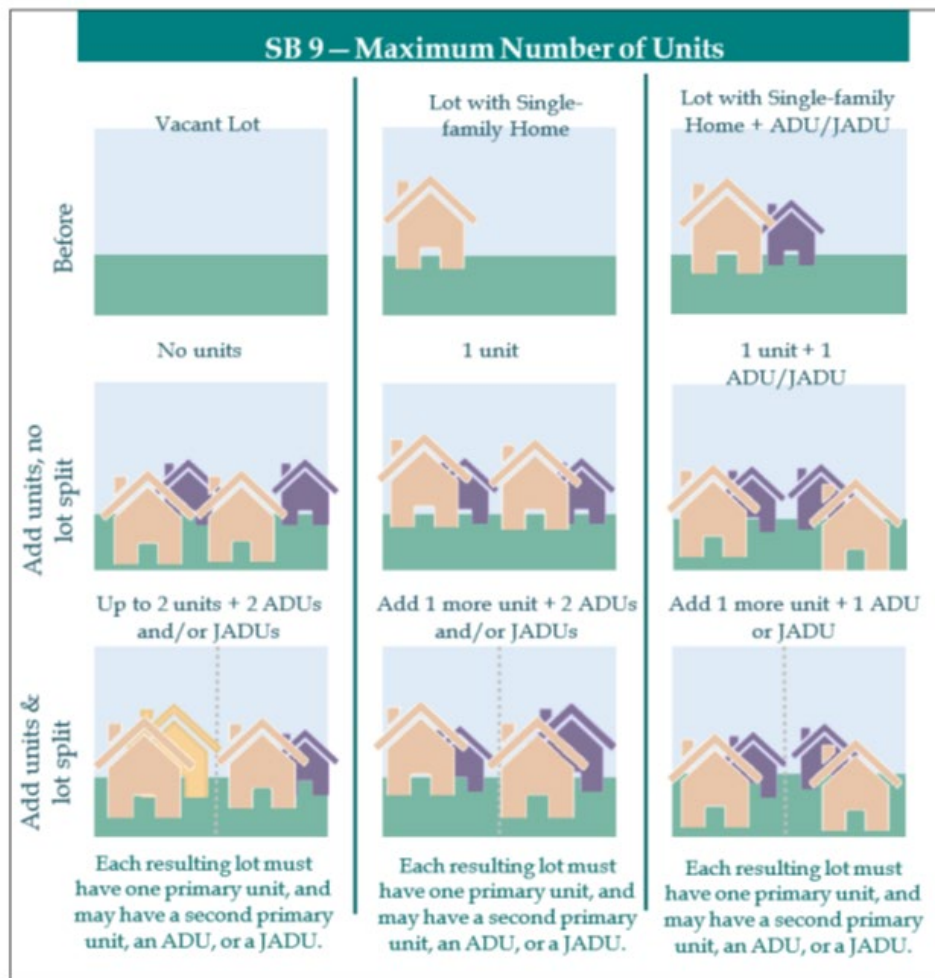 SB 9 – Maximum Number of Units
Vacant Lot
Lot with Single-
family Home
Lot with Single-family
Home + ADU/JADU
Before
No units
1 unit
1 unit + 1
ADU/JADU
Add units, no
lot split
Up to 2 units + 2 ADUs
and/or JADUs
Add 1 more unit + 2 ADUs
and/or JADUs
Add 1 more unit + 1 ADU
or JADU
Add units &
lot split
Each resulting lot must
have one primary unit, and
may have a second primary
unit, an ADU, or a JADU.
Each resulting lot must
have one primary unit, and
may have a second primary
unit, an ADU, or a JADU.
Each resulting lot must
have one primary unit, and
may have a second primary
unit, an ADU, or a JADU.